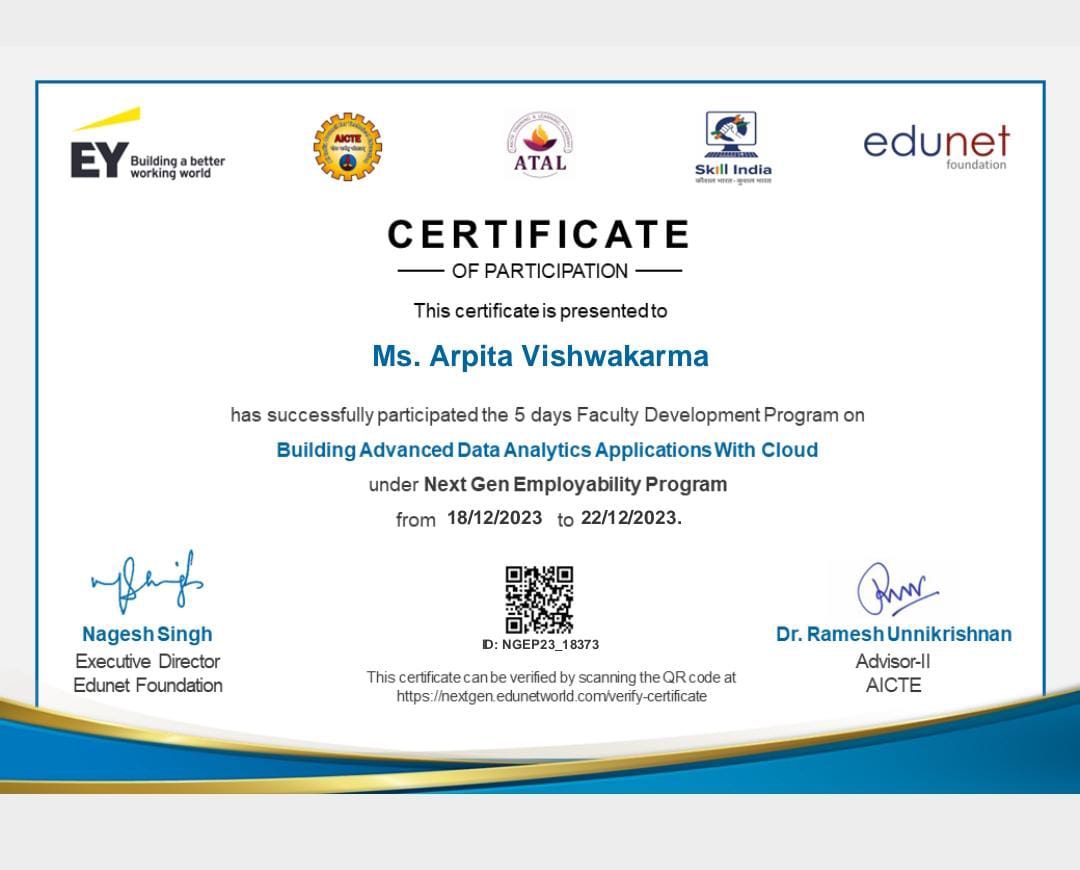 EY Building a better
working world
AICTE
ATAL
Skill India
कौशल भारत - कुशल भारत
edunet
foundation
CERTIFICATE
OF PARTICIPATION
This certificate is presented to
Ms. Arpita Vishwakarma
has successfully participated the 5 days Faculty Development Program on
Building Advanced Data Analytics Applications With Cloud
under Next Gen Employability Program
from 18/12/2023 to 22/12/2023.
Nagesh Singh
Executive Director
Edunet Foundation
ID: NGEP23_18373
This certificate can be verified by scanning the QR code at
https://nextgen.edunetworld.com/verify-certificate
Dr. Ramesh Unnikrishnan
Advisor-II
AICTE